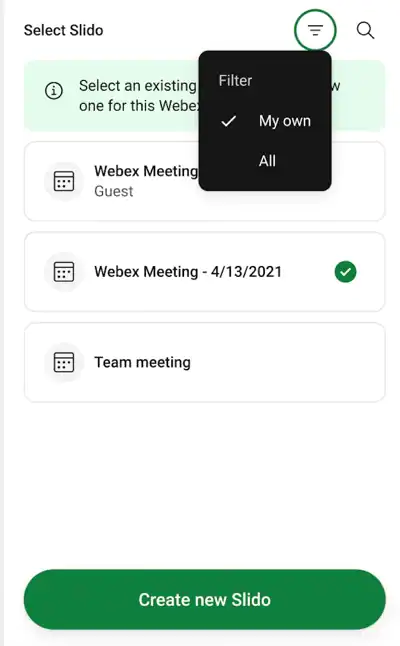 Select Slido
Filter
Select an existing
w
one for this Webex
My own
All
Webex Meeting
Guest
Webex Meeting - 4/13/2021
Team meeting
Create new Slido